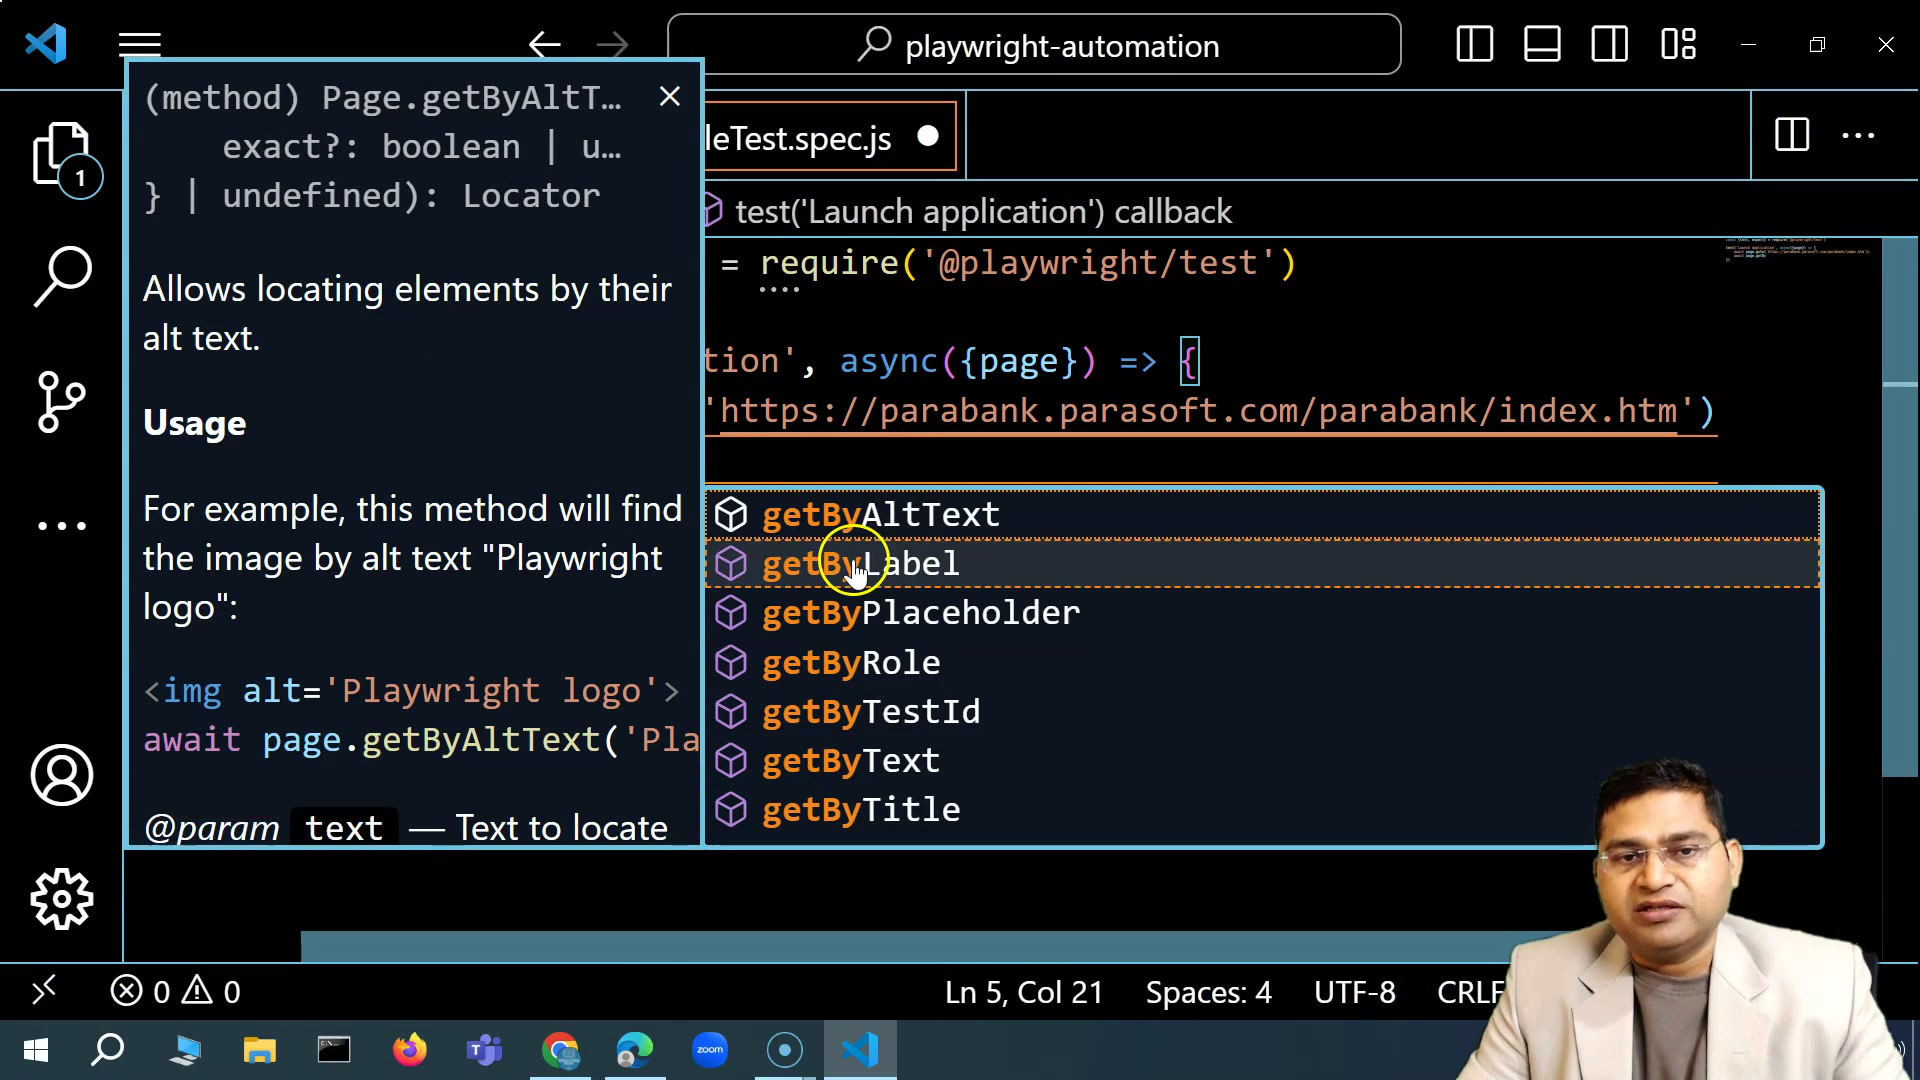 playwright-automation
(method) Page.getByAltT…
exact?: boolean | u…
} | undefined): Locator
Allows locating elements by their
alt text.
Usage
For example, this method will find
the image by alt text "Playwright
logo":
<img alt='Playwright logo'>
await page.getByAltText('Pla
@param text — Text to locate
leTest.spec.js
test('Launch application') callback
= require('@playwright/test')
tion', async({page}) => {
'https://parabank.parasoft.com/parabank/index.htm')
getByAltText
getByLabel
getByPlaceholder
getByRole
getByTestId
getByText
getByTitle
1
0 0
Ln 5, Col 21 Spaces: 4 UTF-8 CRLF
zoom